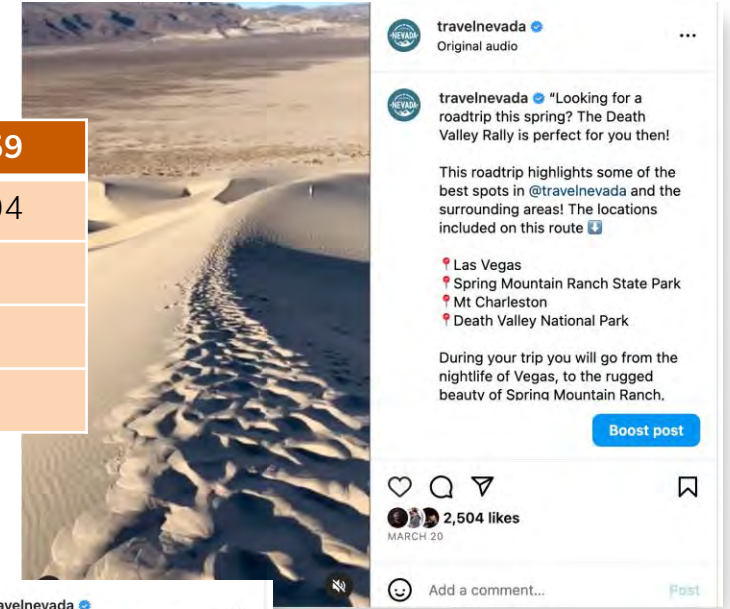 travelnevada
Original audio
NEVADA
travelnevada "Looking for a
roadtrip this spring? The Death
Valley Rally is perfect for you then!
This roadtrip highlights some of the
best spots in @travelnevada and the
surrounding areas! The locations
included on this route
Las Vegas
Spring Mountain Ranch State Park
Mt Charleston
Death Valley National Park
During your trip you will go from the
nightlife of Vegas, to the rugged
beauty of Spring Mountain Ranch,
Boost post
2,504 likes
MARCH 20
Add a comment...
Post